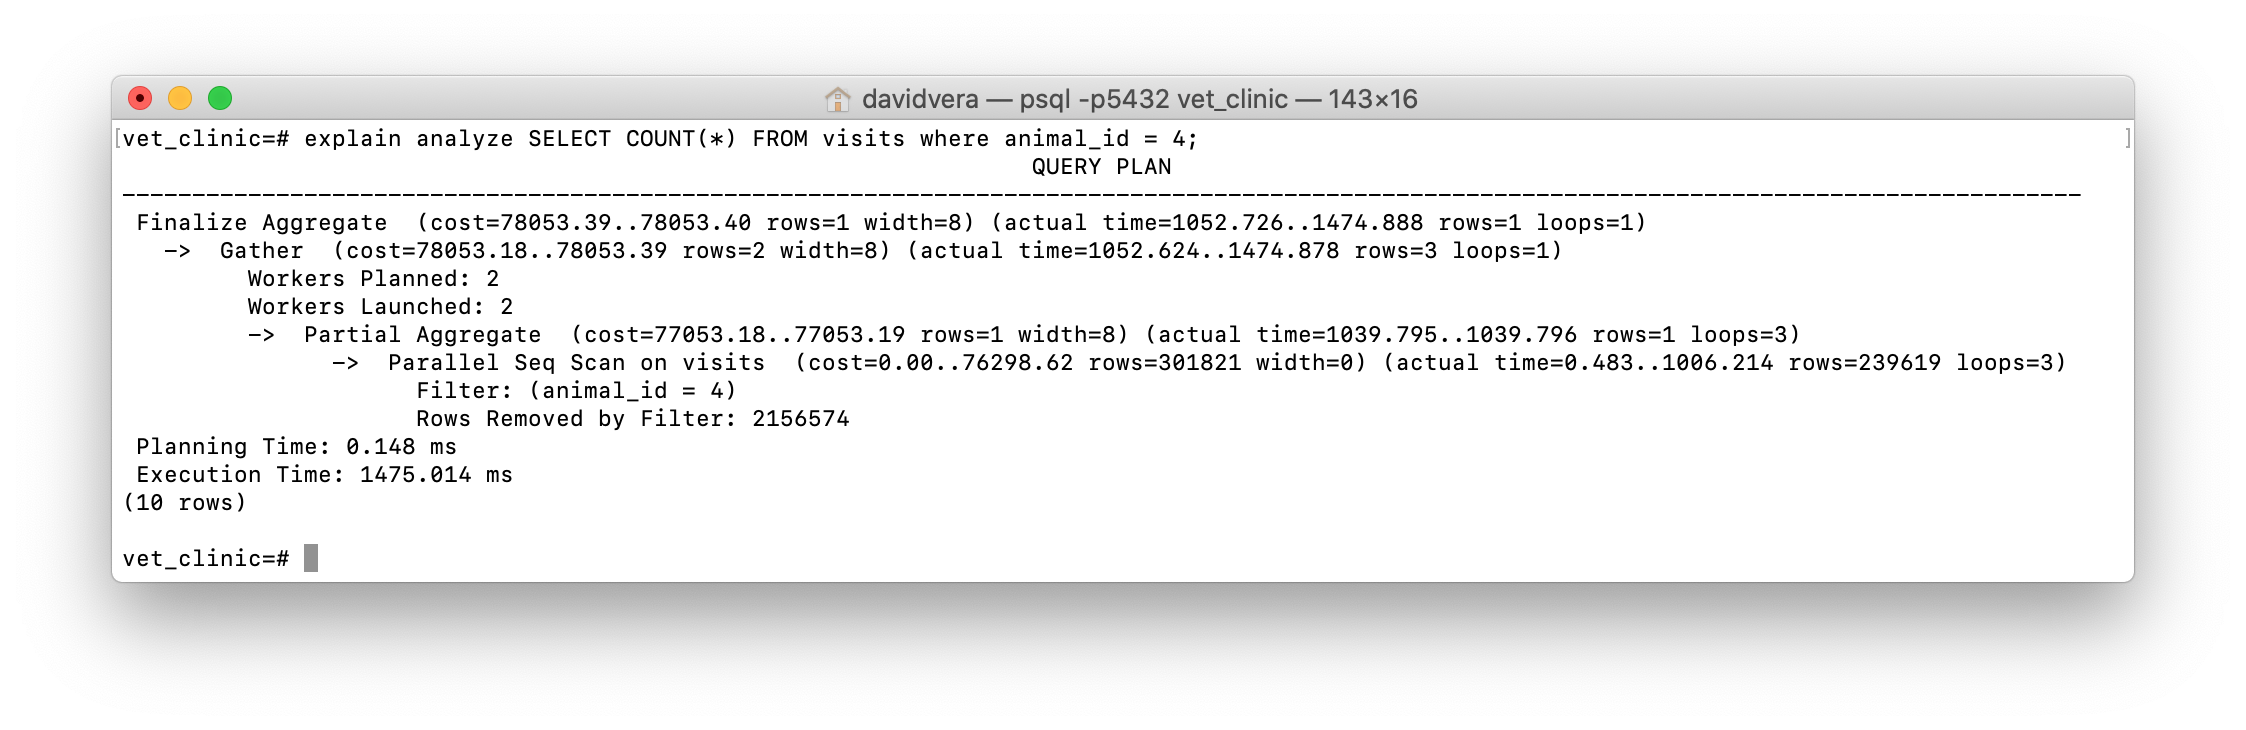 davidvera — psql -p5432 vet_clinic — 143×16
[vet_clinic=# explain analyze SELECT COUNT(*) FROM visits where animal_id = 4; ]
QUERY PLAN
-------------------------------------------------------------------------------------------------------------------------------------------
Finalize Aggregate  (cost=78053.39..78053.40 rows=1 width=8) (actual time=1052.726..1474.888 rows=1 loops=1)
  ->  Gather  (cost=78053.18..78053.39 rows=2 width=8) (actual time=1052.624..1474.878 rows=3 loops=1)
        Workers Planned: 2
        Workers Launched: 2
        ->  Partial Aggregate  (cost=77053.18..77053.19 rows=1 width=8) (actual time=1039.795..1039.796 rows=1 loops=3)
              ->  Parallel Seq Scan on visits  (cost=0.00..76298.62 rows=301821 width=0) (actual time=0.483..1006.214 rows=239619 loops=3)
                    Filter: (animal_id = 4)
                    Rows Removed by Filter: 2156574
Planning Time: 0.148 ms
Execution Time: 1475.014 ms
(10 rows)
vet_clinic=#